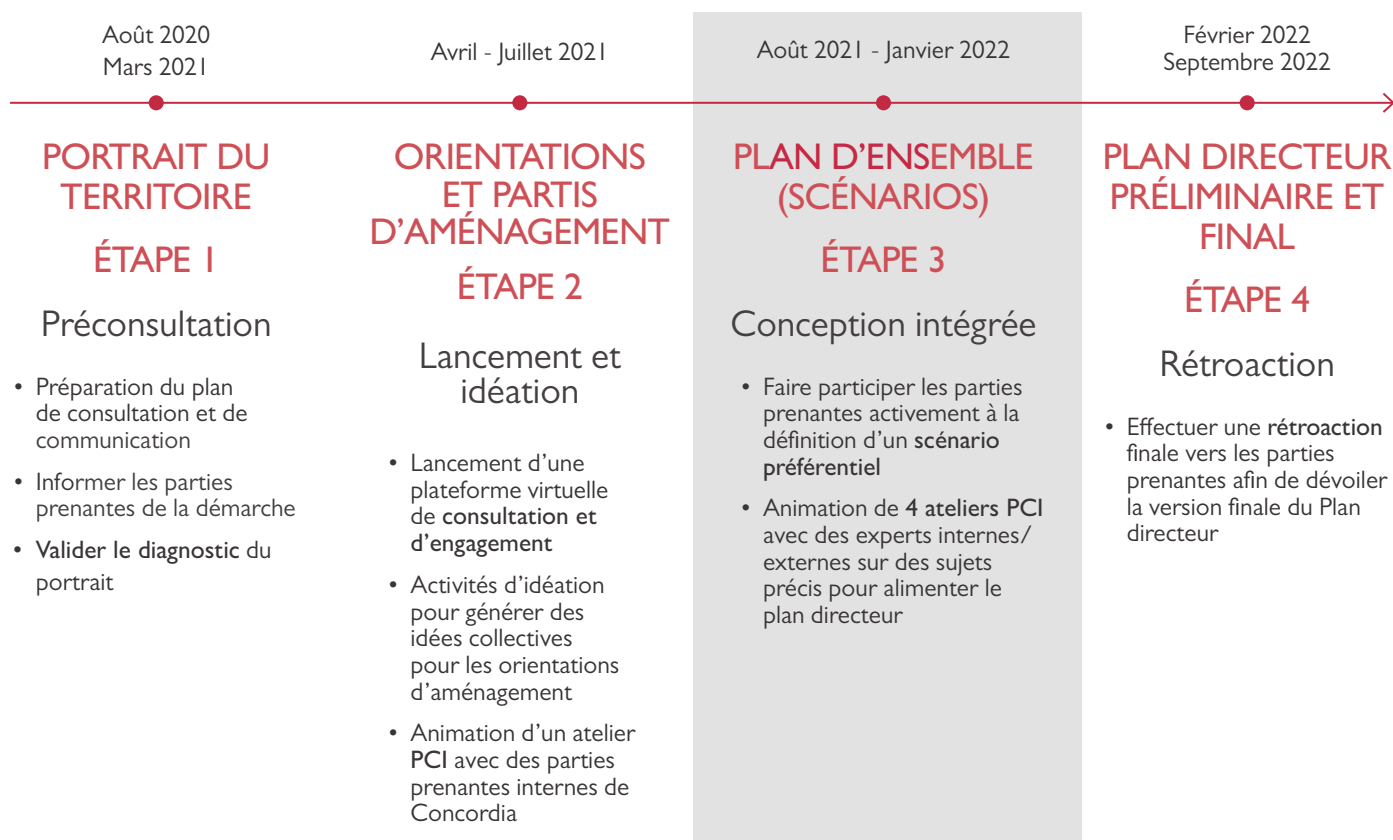 Août 2020
Mars 2021
PORTRAIT DU
TERRITOIRE
ÉTAPE 1
Préconsultation
• Préparation du plan
de consultation et de
communication
• Informer les parties
prenantes de la démarche
• Valider le diagnostic du
portrait
Avril - Juillet 2021
ORIENTATIONS
ET PARTIS
D'AMÉNAGEMENT
ÉTAPE 2
Lancement et
idéation
• Lancement d'une
plateforme virtuelle
de consultation et
d'engagement
• Activités d'idéation
pour générer des
idées collectives
pour les orientations
d'aménagement
• Animation d'un atelier
PCI avec des parties
prenantes internes de
Concordia
Août 2021 - Janvier 2022
PLAN D'ENSEMBLE
(SCÉNARIOS)
ÉTAPE 3
Conception intégrée
• Faire participer les parties
prenantes activement à la
définition d'un scénario
préférentiel
• Animation de 4 ateliers PCI
avec des experts internes/
externes sur des sujets
précis pour alimenter le
plan directeur
Février 2022
Septembre 2022
PLAN DIRECTEUR
PRÉLIMINAIRE ET
FINAL
ÉTAPE 4
Rétroaction
• Effectuer une rétroaction
finale vers les parties
prenantes afin de dévoiler
la version finale du Plan
directeur